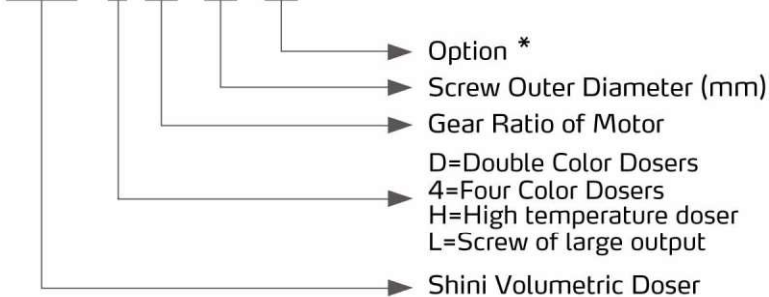 Option *
Screw Outer Diameter (mm)
Gear Ratio of Motor
D=Double Color Dosers
4=Four Color Dosers
H=High temperature doser
L=Screw of large output
Shini Volumetric Doser